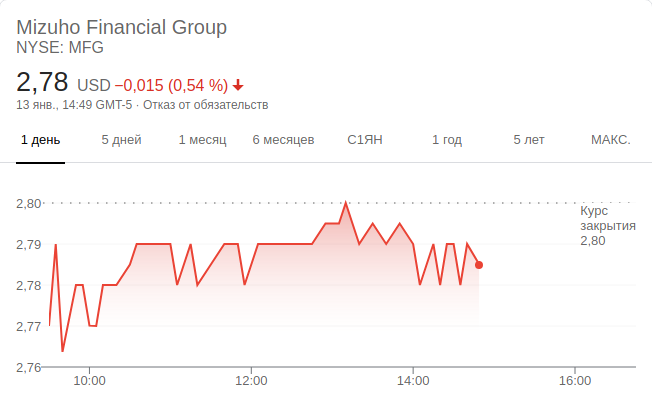 Mizuho Financial Group
NYSE: MFG
2,78 USD −0,015 (0,54 %)
13 янв., 14:49 GMT-5 · Отказ от обязательств
1 день 5 дней 1 месяц 6 месяцев С1ЯН 1 год 5 лет МАКС.
2,80
Курс
закрытия
2,80
2,79
2,78
2,77
2,76
10:00 12:00 14:00 16:00